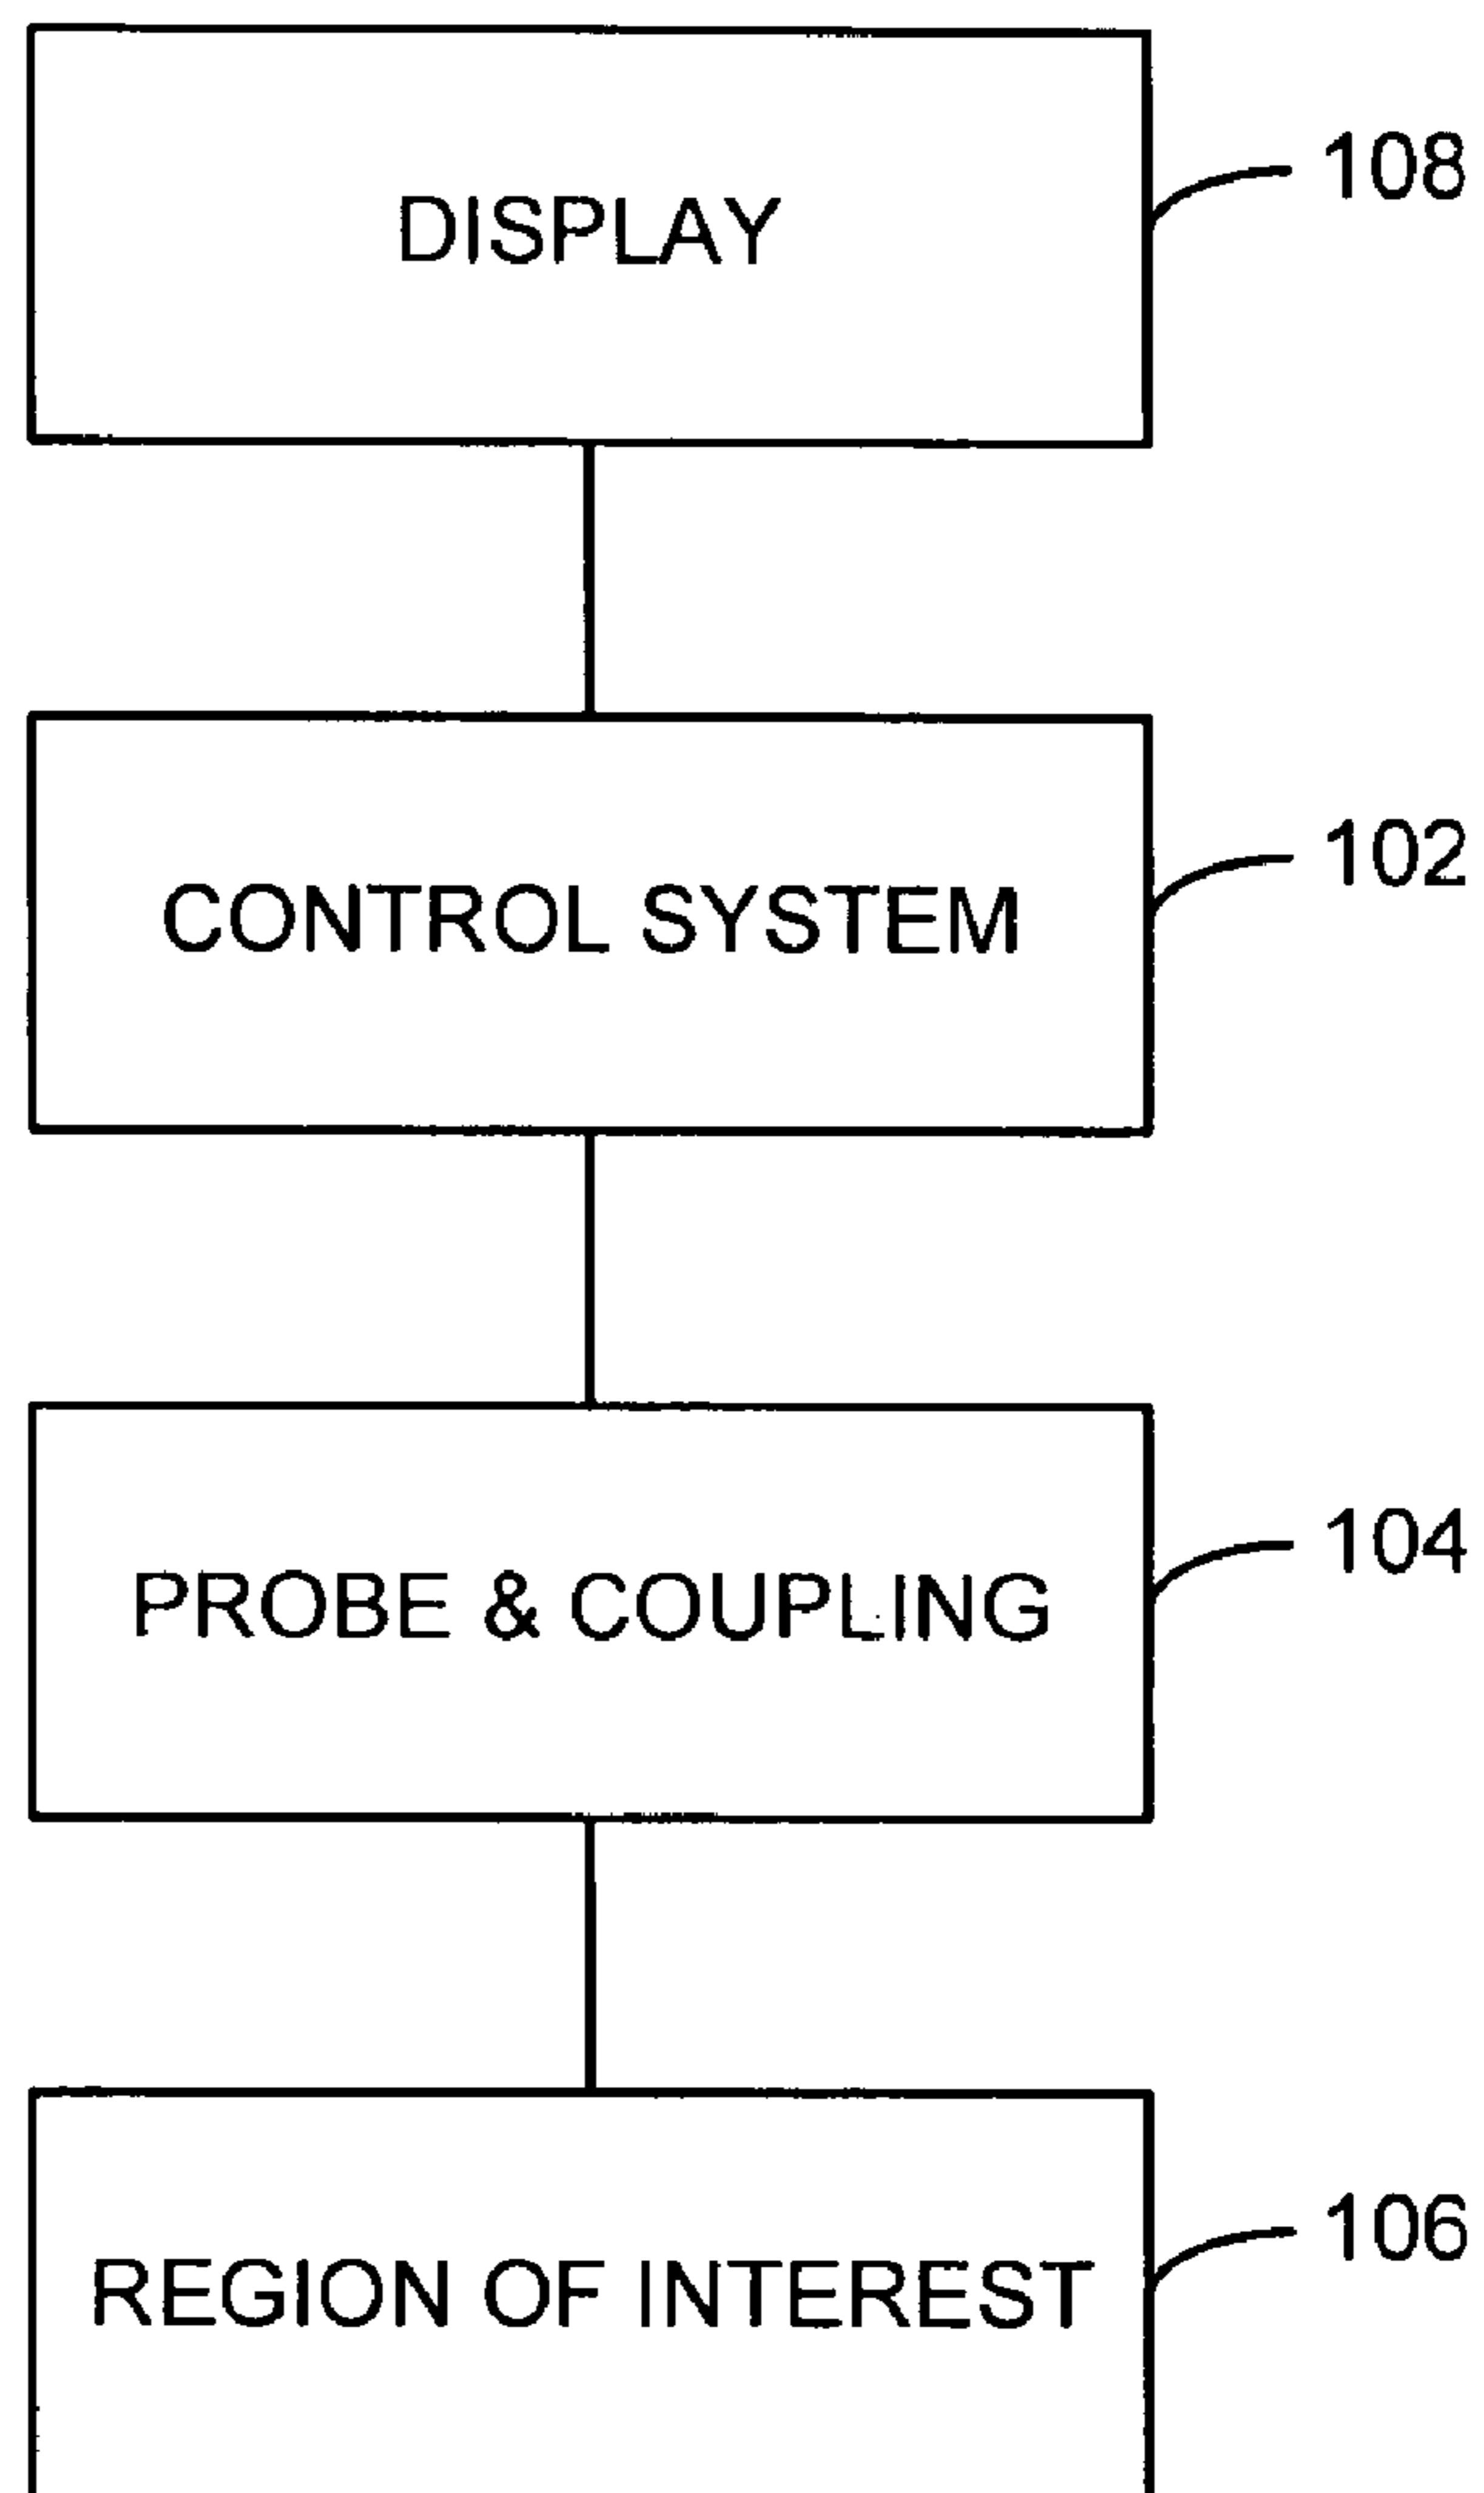 DISPLAY
108
CONTROL SYSTEM
102
PROBE & COUPLING
104
REGION OF INTEREST
106